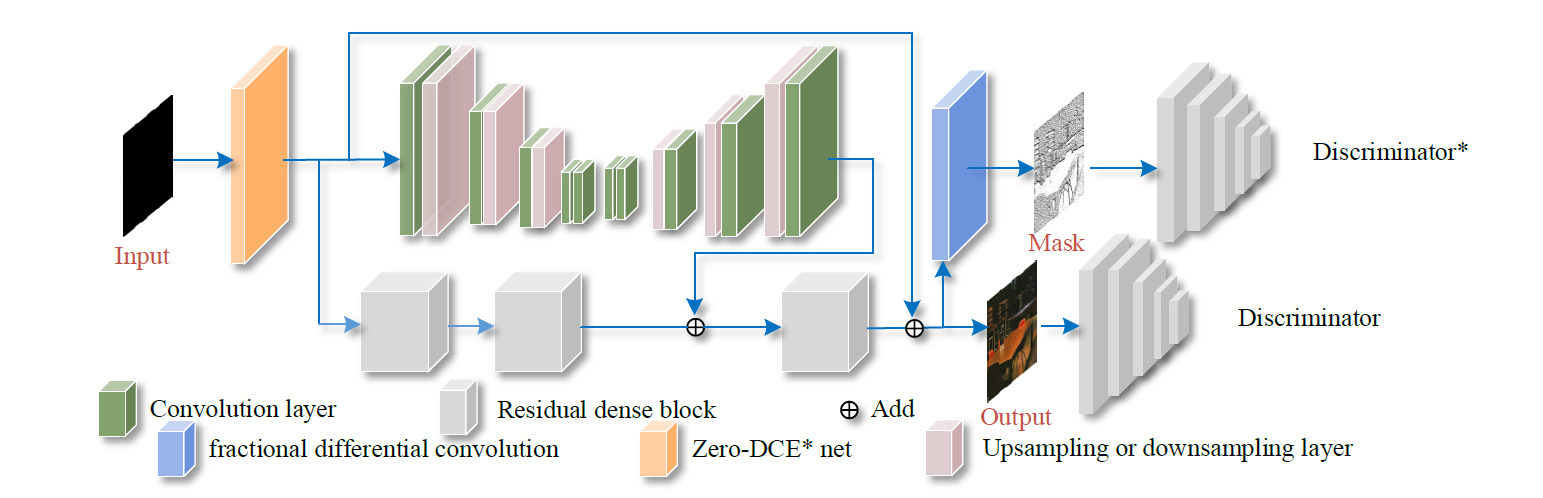 Discriminator*
Input
Mask
Discriminator
Output
Convolution layer
Residual dense block
Add
fractional differential convolution
Zero-DCE* net
Upsampling or downsampling layer